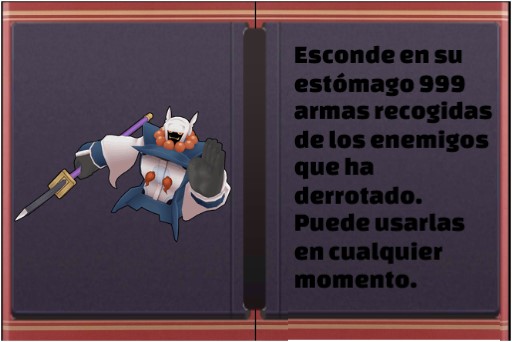 Esconde en su
estómago 999
armas recogidas
de los enemigos
que ha
derrotado.
Puede usarlas
en cualquier
momento.